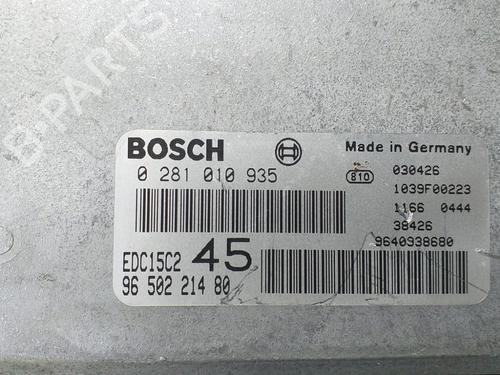 B-PARTS
BOSCH
Made in Germany
0 281 010 935
810
030426
1039F00223
1166 0444
38426
9640938680
EDC15C2 45
96 502 214 80